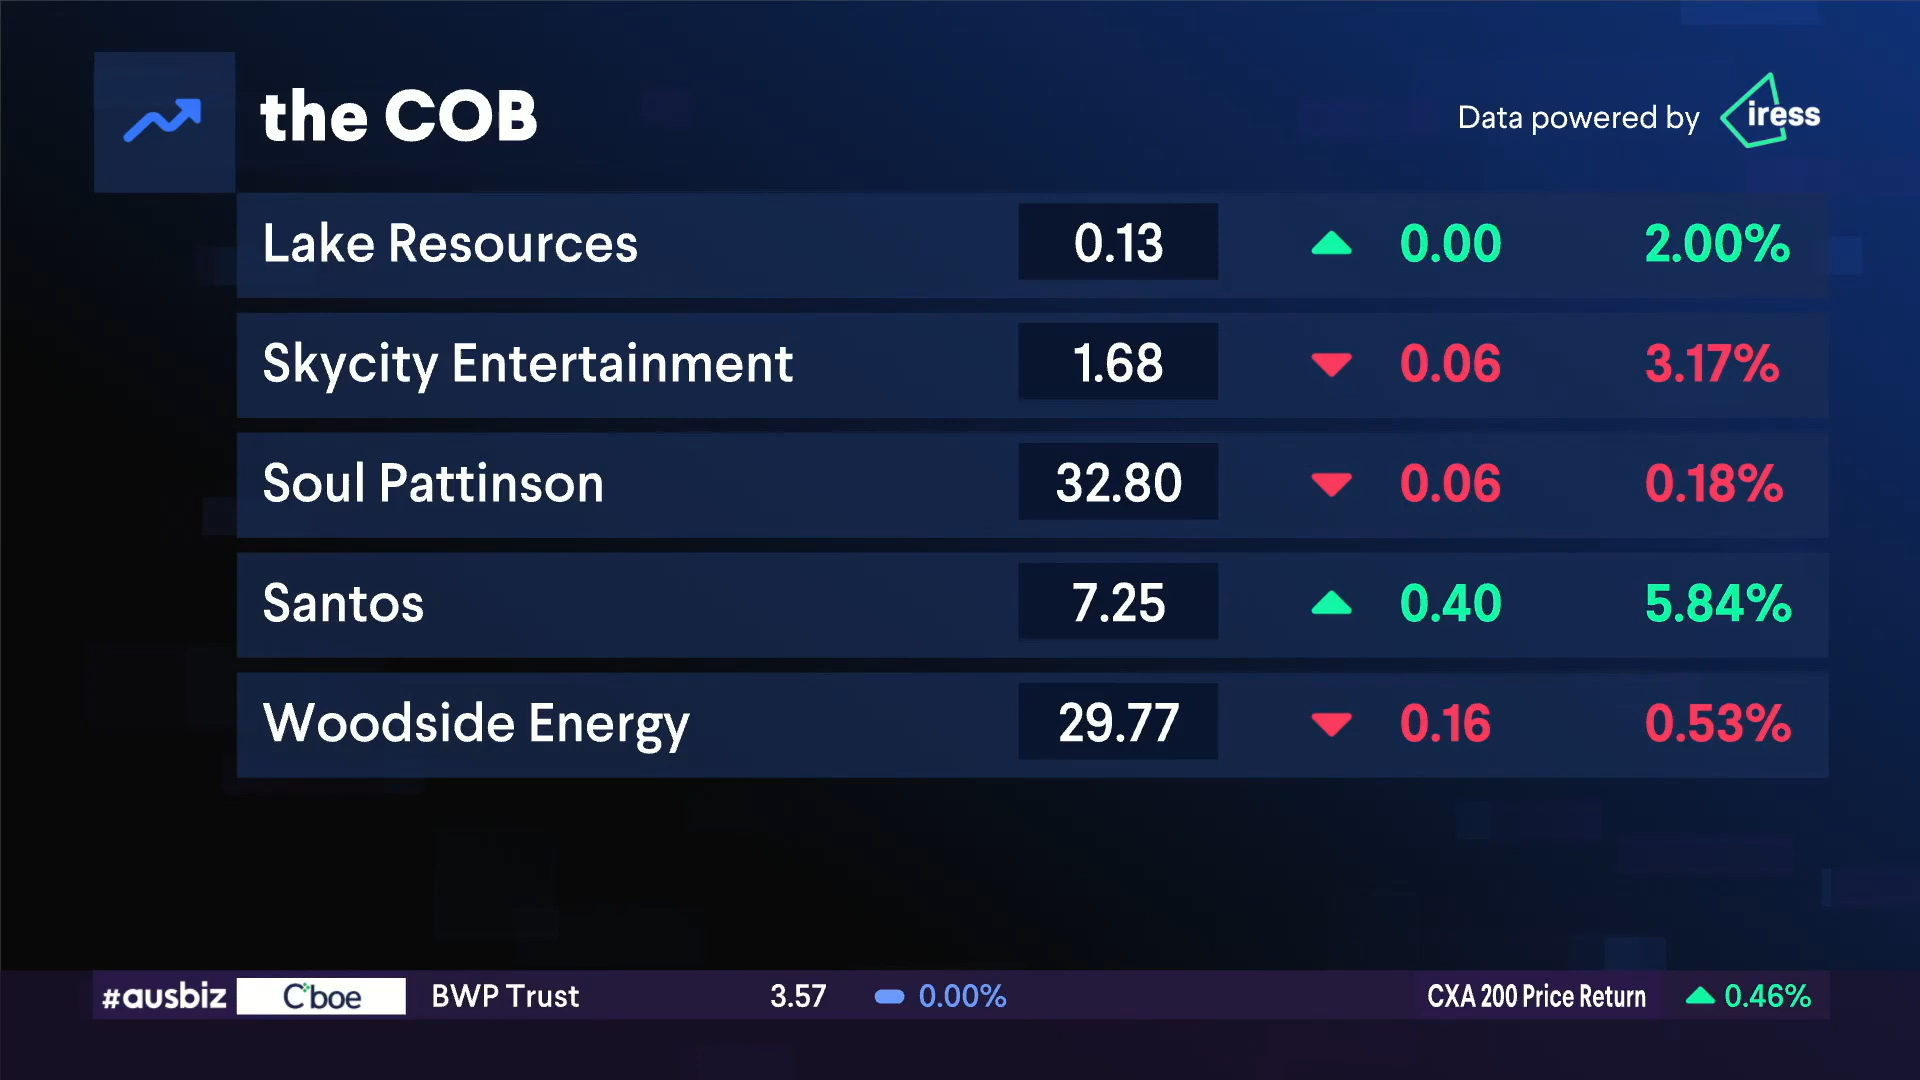 the COB
Data powered by iress
Lake Resources 0.13 0.00 2.00%
Skycity Entertainment 1.68 0.06 3.17%
Soul Pattinson 32.80 0.06 0.18%
Santos 7.25 0.40 5.84%
Woodside Energy 29.77 0.16 0.53%
#ausbiz Cboe BWP Trust 3.57 0.00% CXA 200 Price Return 0.46%